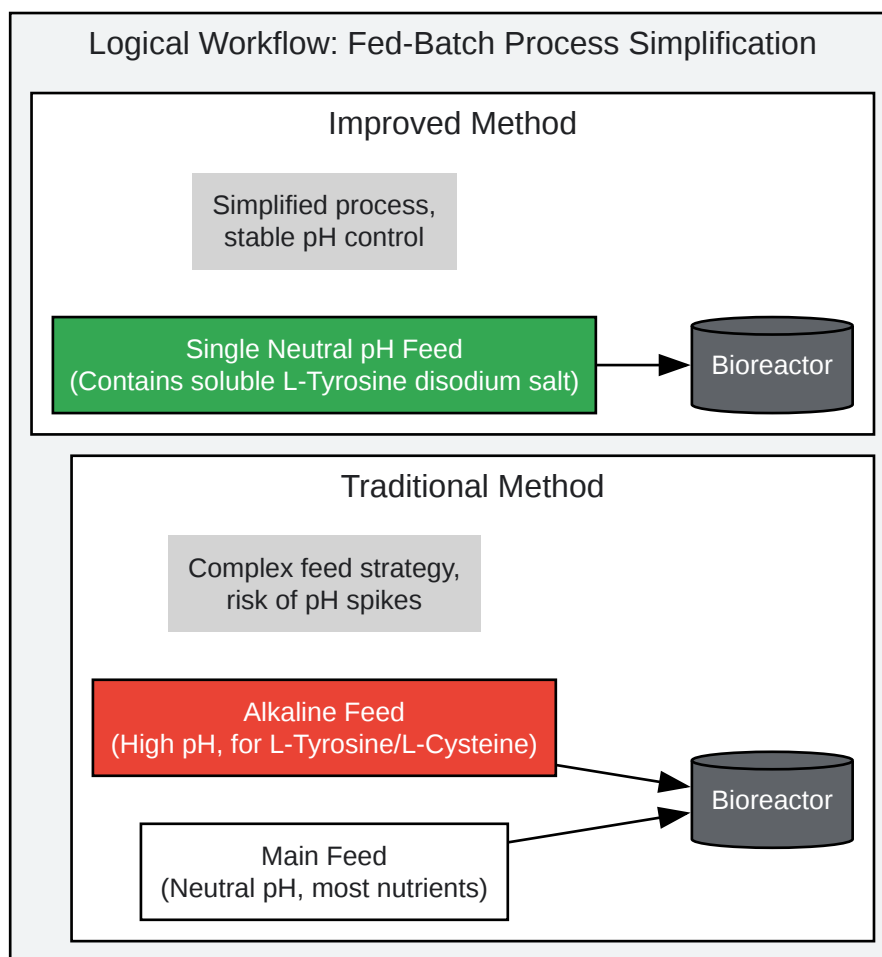 Logical Workflow: Fed-Batch Process Simplification
Improved Method
Simplified process,
stable pH control
Single Neutral pH Feed
(Contains soluble L-Tyrosine disodium salt)
Bioreactor
Traditional Method
Complex feed strategy,
risk of pH spikes
Alkaline Feed
(High pH, for L-Tyrosine/L-Cysteine)
Bioreactor
Main Feed
(Neutral pH, most nutrients)